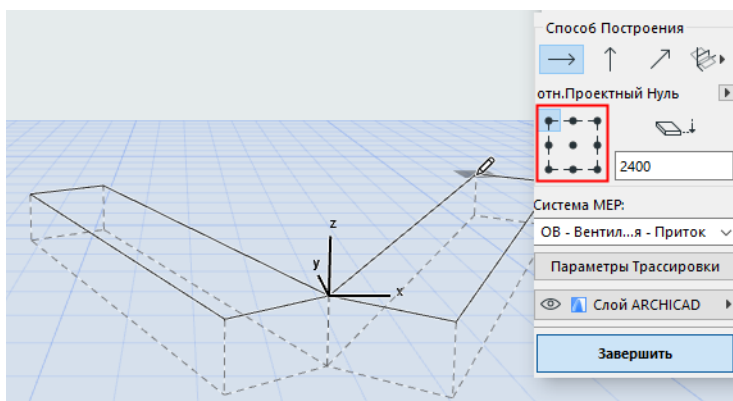 Способ Построения
отн.Проектный Нуль
2400
Система MEP:
ОВ - Вентил...я - Приток
Параметры Трассировки
Слой ARCHICAD
Завершить
z
y
x